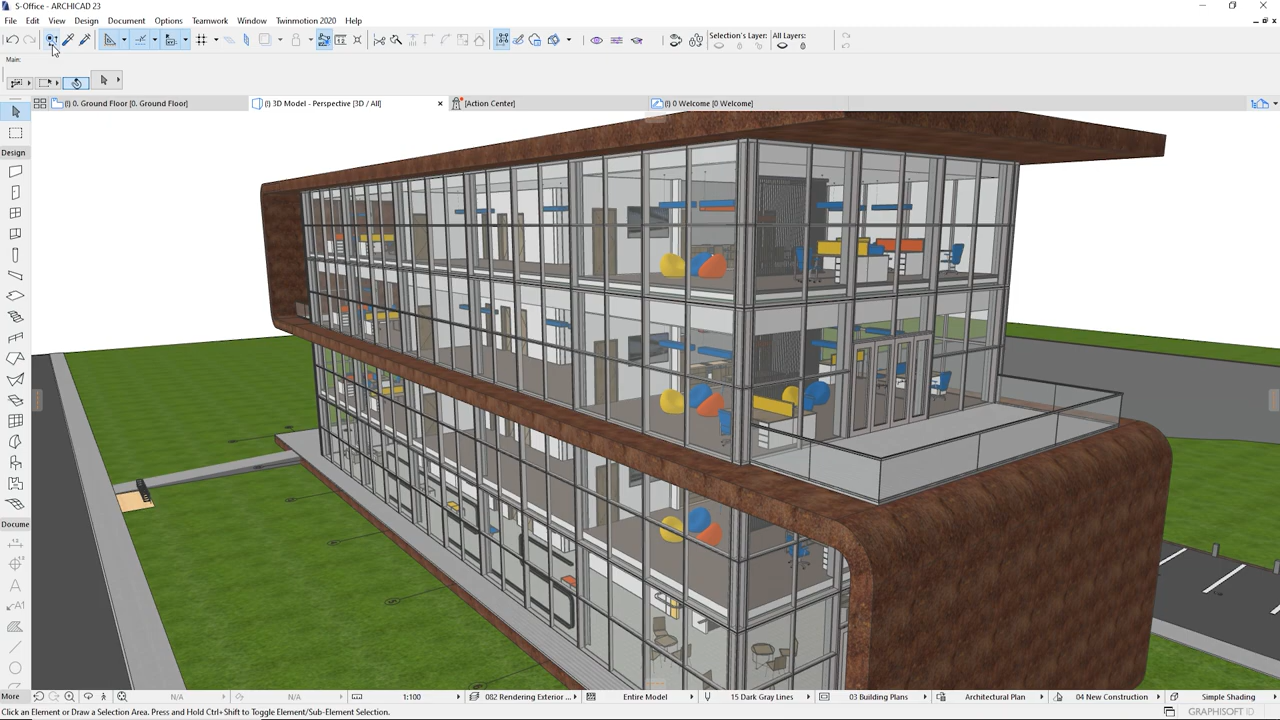 S-Office - ARCHICAD 23
File Edit View Design Document Options Teamwork Window Twinmotion 2020 Help
Selection's Layer: All Layers:
Main:
(!) 0. Ground Floor [0. Ground Floor]
(!) 3D Model - Perspective [3D / All]
[Action Center]
(!) 0 Welcome [0 Welcome]
Design
Docume
A
A1
More
N/A
N/A
1:100
082 Rendering Exterior ...
Entire Model
15 Dark Gray Lines
03 Building Plans
Architectural Plan
04 New Construction
Simple Shading
Click an Element or Draw a Selection Area. Press and Hold Ctrl+Shift to Toggle Element/Sub-Element Selection.
GRAPHISOFT ID